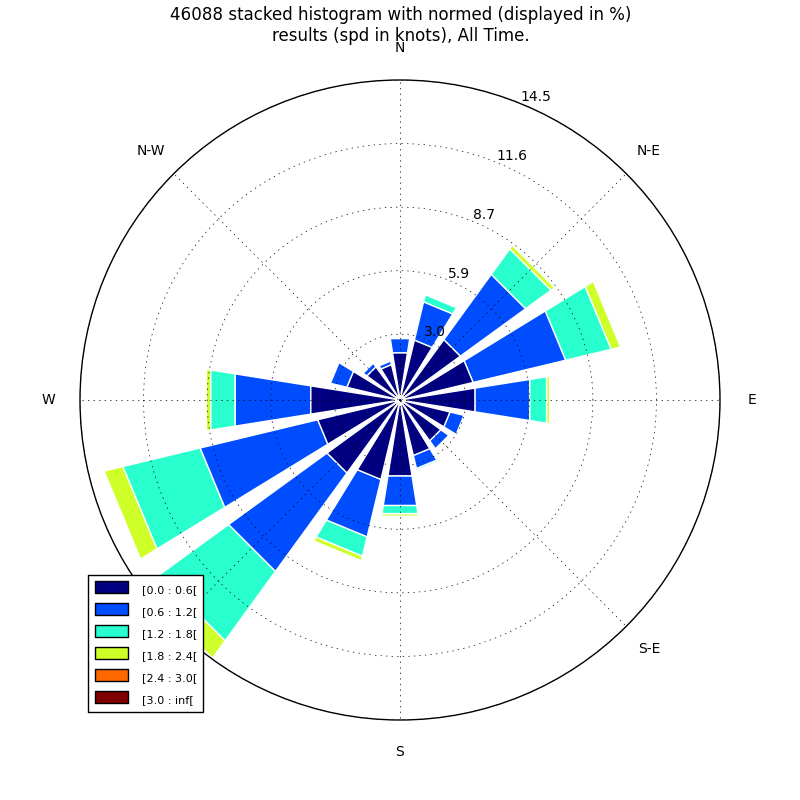 46088 stacked histogram with normed (displayed in %)
results (spd in knots), All Time.
N
14.5
N-W
N-E
11.6
8.7
5.9
3.0
W
E
[0.0 : 0.6[
[0.6 : 1.2[
[1.2 : 1.8[
[1.8 : 2.4[
[2.4 : 3.0[
[3.0 : inf[
S-E
S